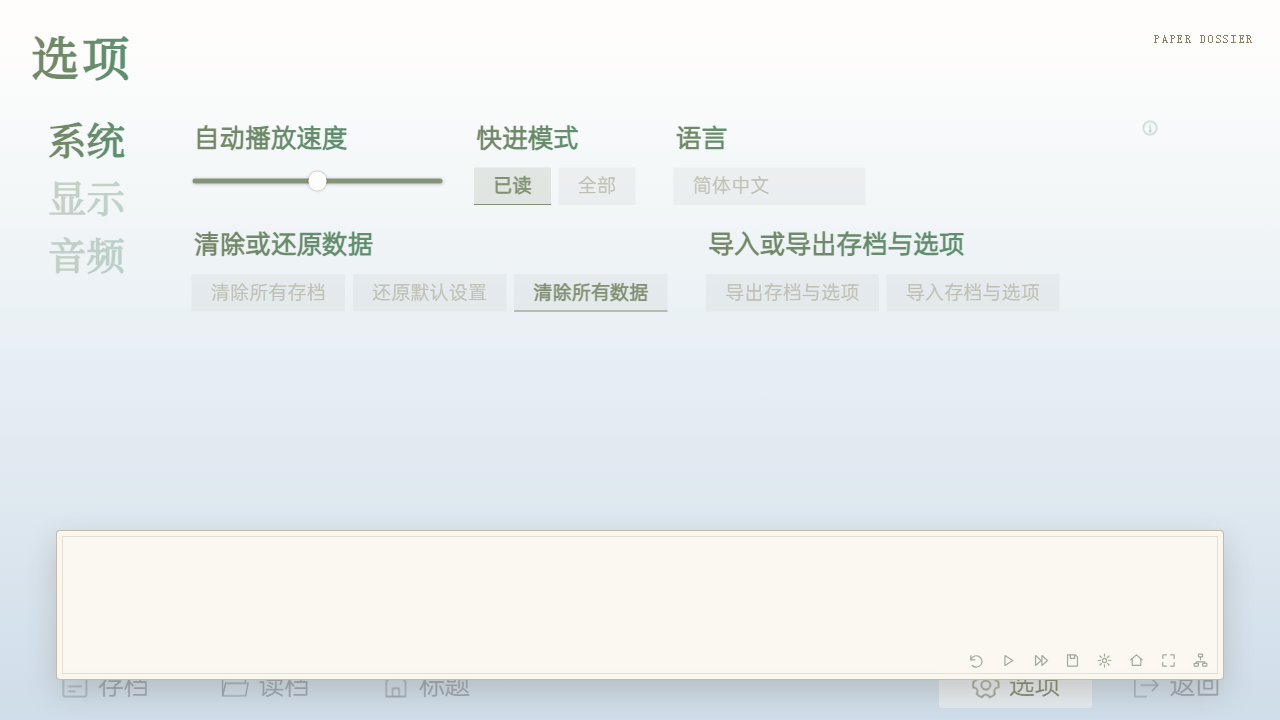 选项
PAPER DOSSIER
系统
显示
音频
自动播放速度
快进模式
语言
已读
全部
简体中文
清除或还原数据
导入或导出存档与选项
清除所有存档
还原默认设置
清除所有数据
导出存档与选项
导入存档与选项
存档
读档
标题
选项
返回